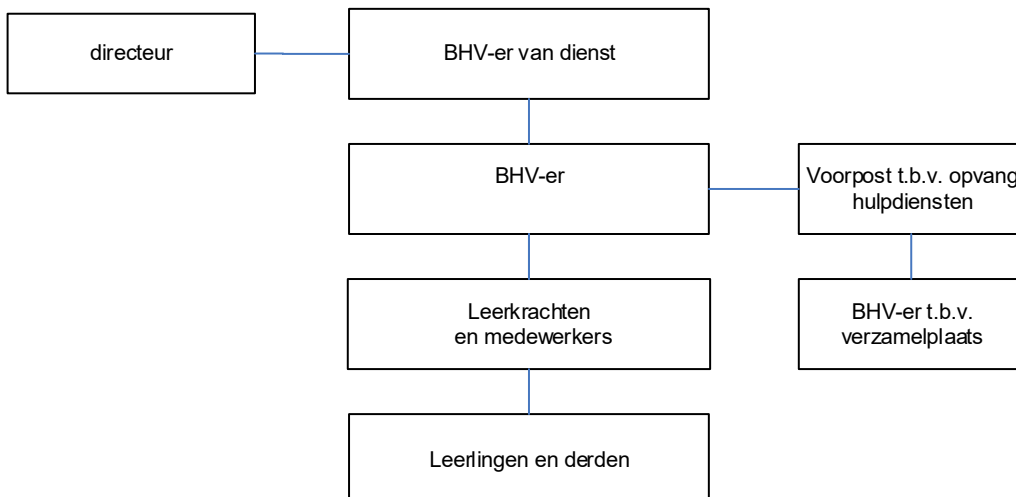 directeur
BHV-er van dienst
BHV-er
Voorpost t.b.v. opvang
hulpdiensten
Leerkrachten
en medewerkers
BHV-er t.b.v.
verzamelplaats
Leerlingen en derden